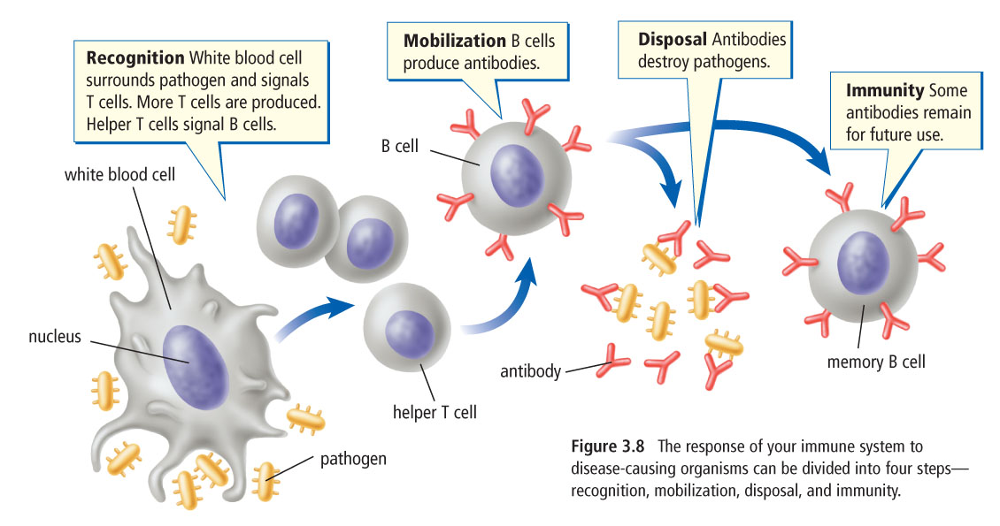 Recognition White blood cell
surrounds pathogen and signals
T cells. More T cells are produced.
Helper T cells signal B cells.
Mobilization B cells
produce antibodies.
Disposal Antibodies
destroy pathogens.
Immunity Some
antibodies remain
for future use.
white blood cell
B cell
nucleus
helper T cell
pathogen
antibody
memory B cell
Figure 3.8 The response of your immune system to
disease-causing organisms can be divided into four steps—
recognition, mobilization, disposal, and immunity.